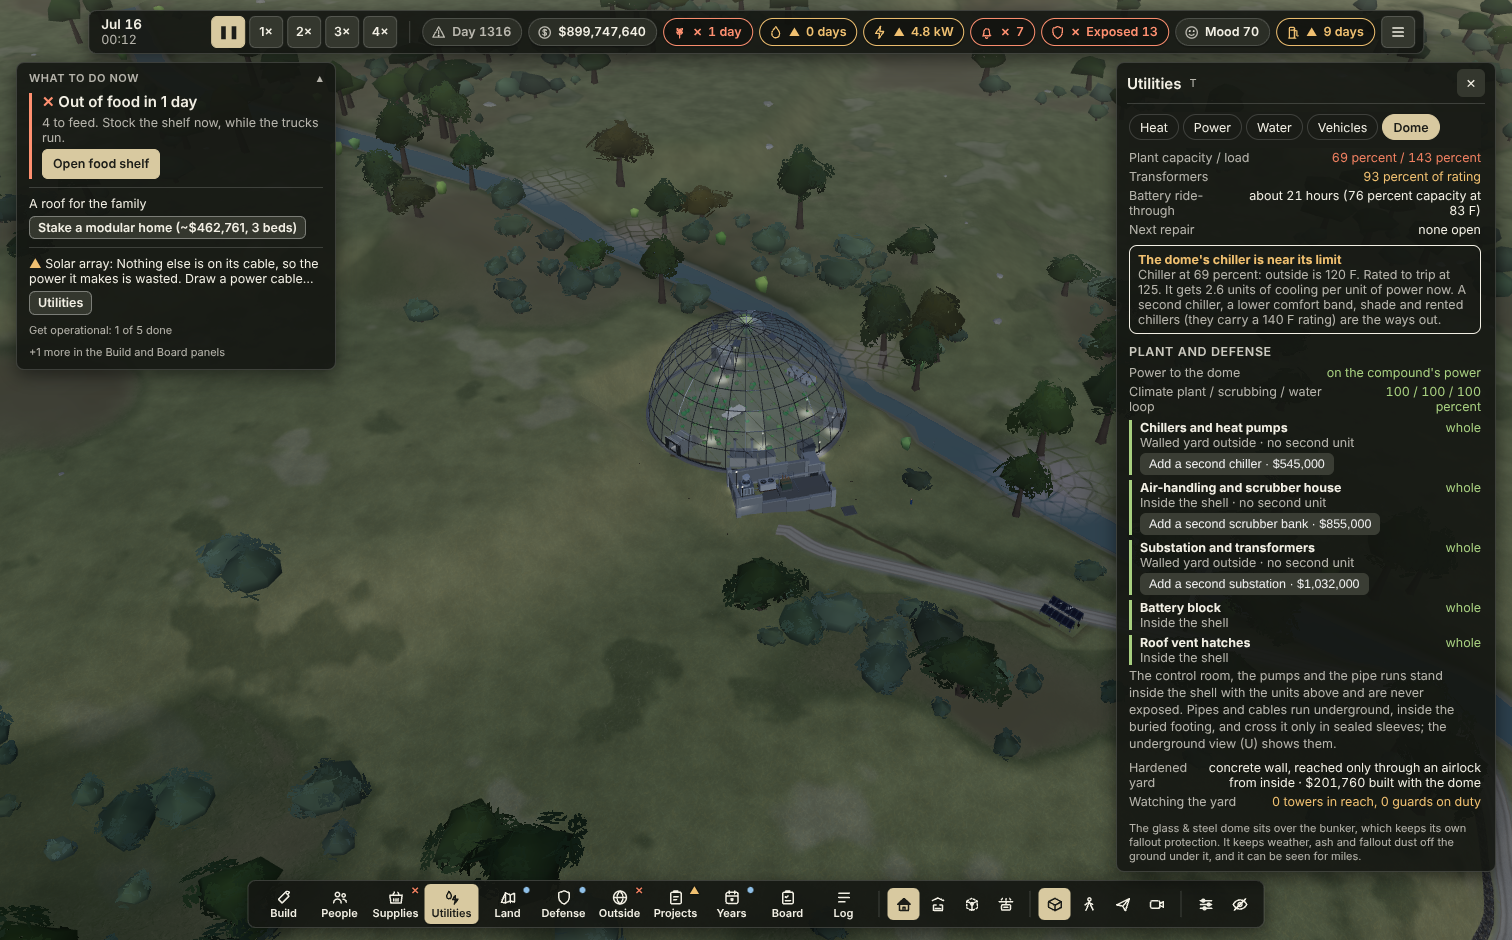 Jul 16
00:12
1×
2×
3×
4×
Day 1316
$899,747,640
× 1 day
▲ 0 days
▲ 4.8 kW
× 7
× Exposed 13
Mood 70
▲ 9 days
WHAT TO DO NOW ▲
✕ Out of food in 1 day
4 to feed. Stock the shelf now, while the trucks
run.
Open food shelf
A roof for the family
Stake a modular home (~$462,761, 3 beds)
▲ Solar array: Nothing else is on its cable, so the
power it makes is wasted. Draw a power cable...
Utilities
Get operational: 1 of 5 done
+1 more in the Build and Board panels
Utilities T ×
Heat
Power
Water
Vehicles
Dome
Plant capacity / load 69 percent / 143 percent
Transformers 93 percent of rating
Battery ride-through about 21 hours (76 percent capacity at 83 F)
Next repair none open
The dome's chiller is near its limit
Chiller at 69 percent: outside is 120 F. Rated to trip at
125. It gets 2.6 units of cooling per unit of power now. A
second chiller, a lower comfort band, shade and rented
chillers (they carry a 140 F rating) are the ways out.
PLANT AND DEFENSE
Power to the dome on the compound's power
Climate plant / scrubbing / water loop 100 / 100 / 100 percent
Chillers and heat pumps whole
Walled yard outside · no second unit
Add a second chiller · $545,000
Air-handling and scrubber house whole
Inside the shell · no second unit
Add a second scrubber bank · $855,000
Substation and transformers whole
Walled yard outside · no second unit
Add a second substation · $1,032,000
Battery block whole
Inside the shell
Roof vent hatches whole
Inside the shell
The control room, the pumps and the pipe runs stand
inside the shell with the units above and are never
exposed. Pipes and cables run underground, inside the
buried footing, and cross it only in sealed sleeves; the
underground view (U) shows them.
Hardened yard concrete wall, reached only through an airlock from inside · $201,760 built with the dome
Watching the yard 0 towers in reach, 0 guards on duty
The glass & steel dome sits over the bunker, which keeps its own
fallout protection. It keeps weather, ash and fallout dust off the
ground under it, and it can be seen for miles.
Build
People
Supplies
Utilities
Land
Defense
Outside
Projects
Years
Board
Log